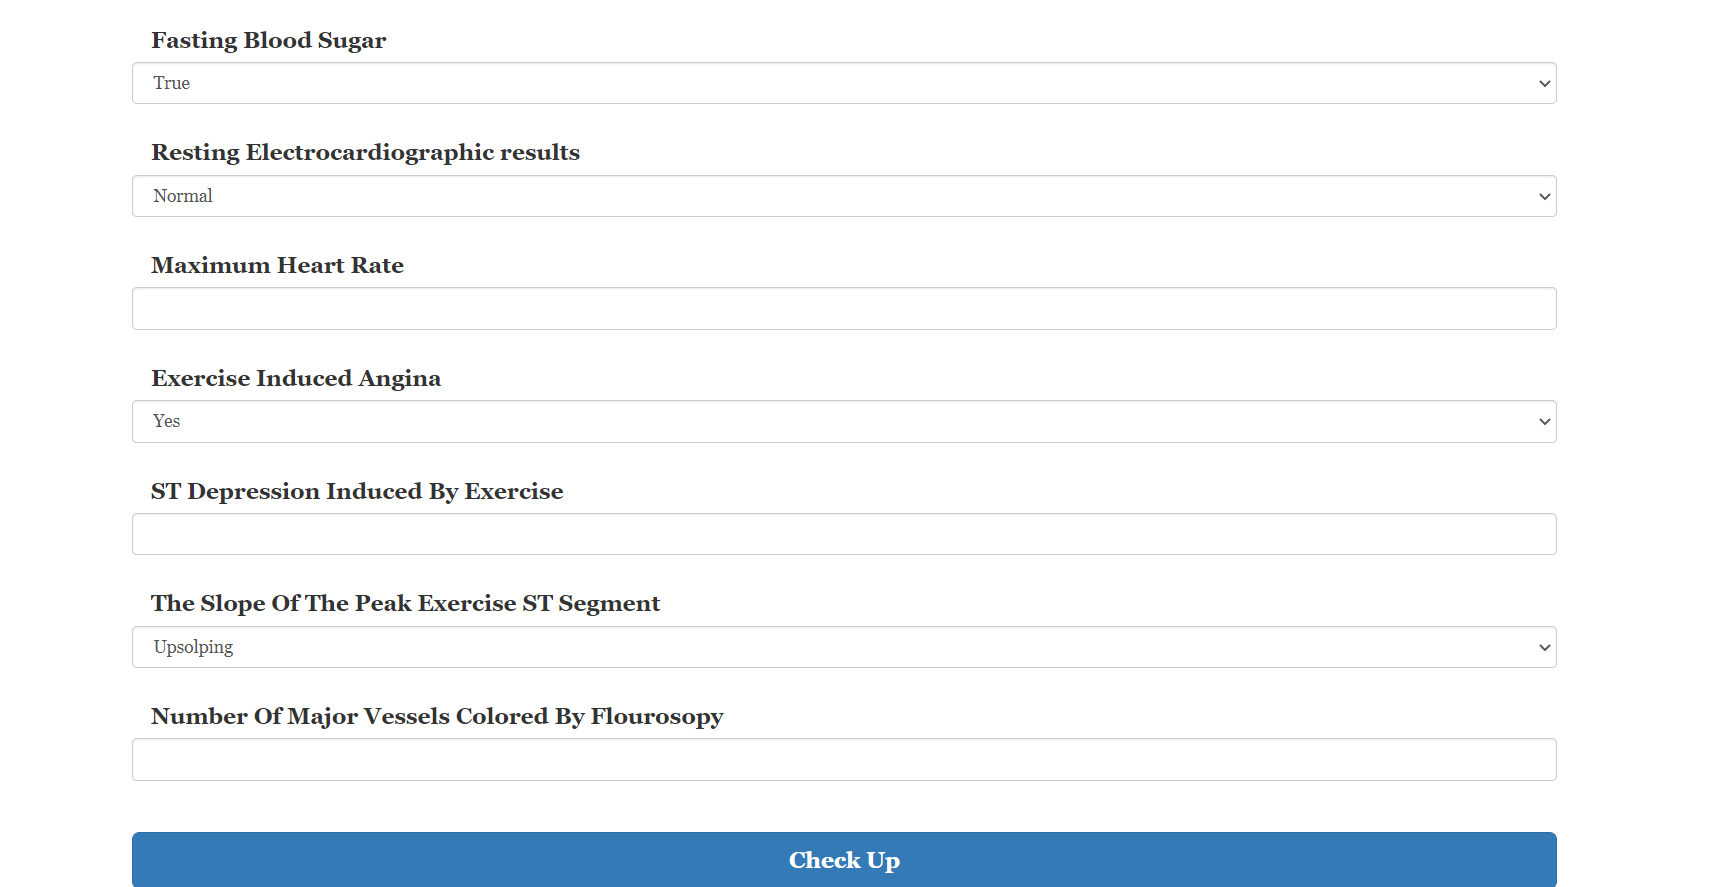 Fasting Blood Sugar
True
Resting Electrocardiographic results
Normal
Maximum Heart Rate
Exercise Induced Angina
Yes
ST Depression Induced By Exercise
The Slope Of The Peak Exercise ST Segment
Upsolping
Number Of Major Vessels Colored By Flourosopy
Check Up